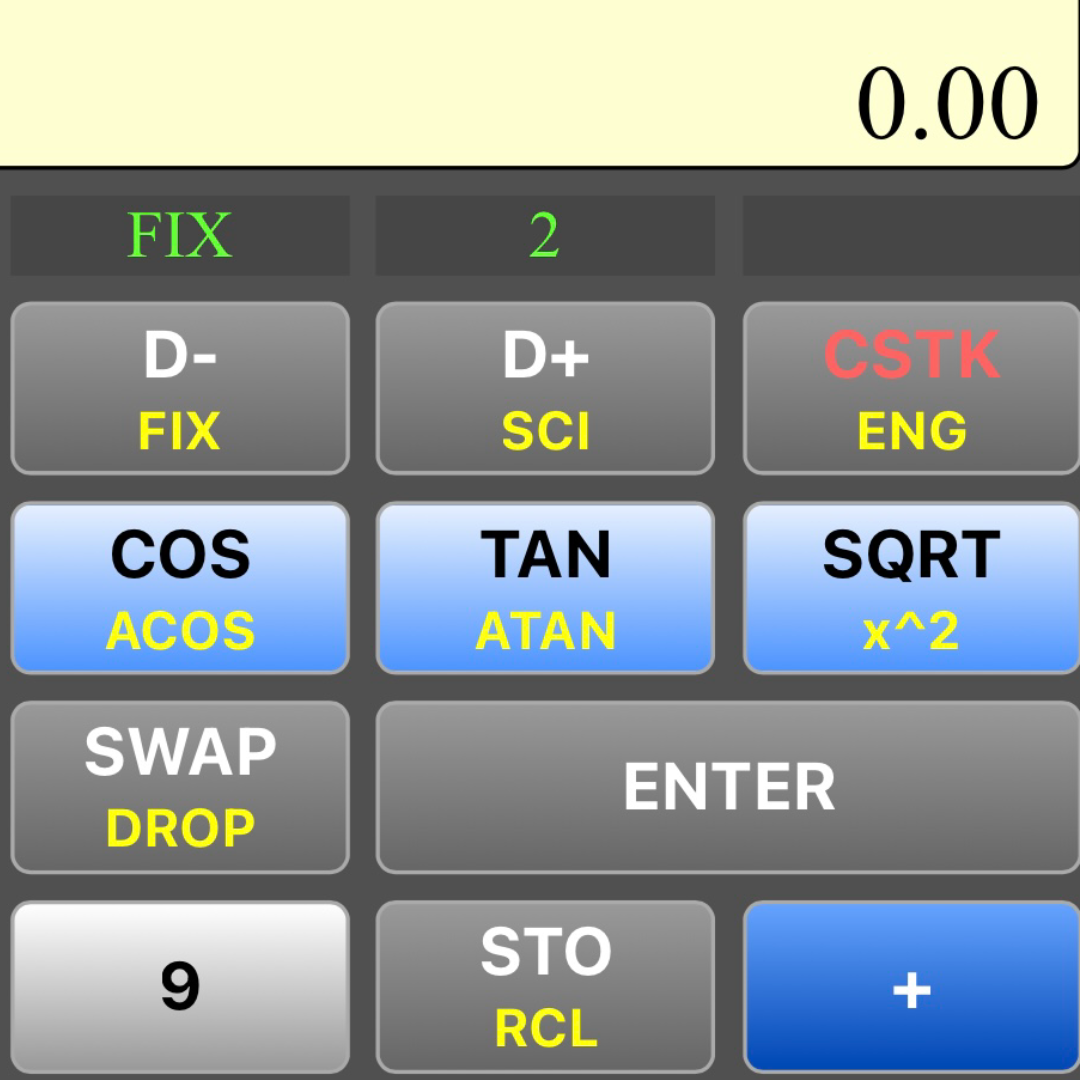 0.00
FIX 2
D- D+ CSTK
FIX SCI ENG
COS TAN SQRT
ACOS ATAN x^2
SWAP ENTER
DROP
9 STO +
RCL